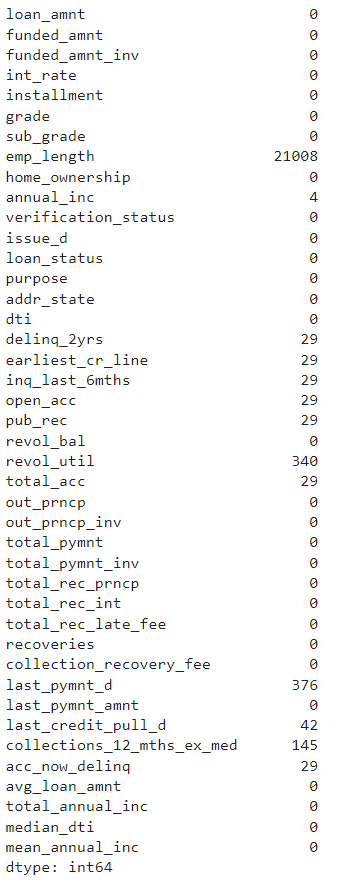 loan_amnt 0
funded_amnt 0
funded_amnt_inv 0
int_rate 0
installment 0
grade 0
sub_grade 0
emp_length 21008
home_ownership 0
annual_inc 4
verification_status 0
issue_d 0
loan_status 0
purpose 0
addr_state 0
dti 0
delinq_2yrs 29
earliest_cr_line 29
inq_last_6mths 29
open_acc 29
pub_rec 29
revol_bal 0
revol_util 340
total_acc 29
out_prncp 0
out_prncp_inv 0
total_pymnt 0
total_pymnt_inv 0
total_rec_prncp 0
total_rec_int 0
total_rec_late_fee 0
recoveries 0
collection_recovery_fee 0
last_pymnt_d 376
last_pymnt_amnt 0
last_credit_pull_d 42
collections_12_mths_ex_med 145
acc_now_delinq 29
avg_loan_amnt 0
total_annual_inc 0
median_dti 0
mean_annual_inc 0
dtype: int64